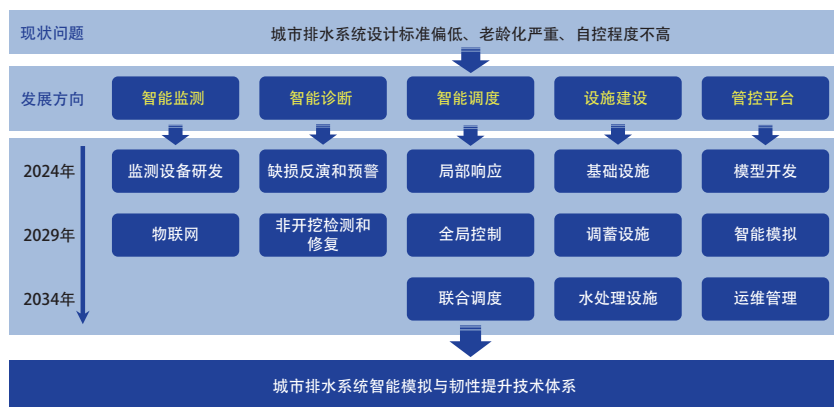 现状问题
城市排水系统设计标准偏低、老龄化严重、自控程度不高
发展方向
智能监测
智能诊断
智能调度
设施建设
管控平台
2024年
监测设备研发
缺损反演和预警
局部响应
基础设施
模型开发
2029年
物联网
非开挖检测和
修复
全局控制
调蓄设施
智能模拟
2034年
联合调度
水处理设施
运维管理
城市排水系统智能模拟与韧性提升技术体系